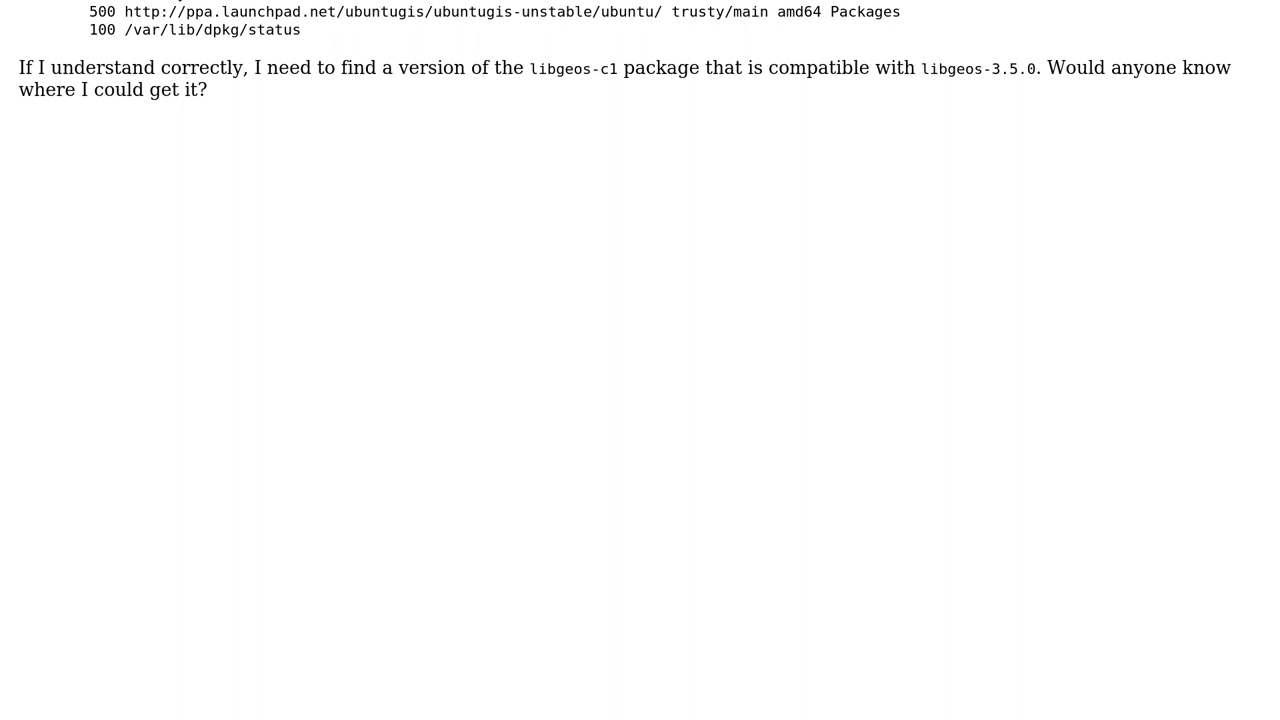 500 http://ppa.launchpad.net/ubuntugis/ubuntugis-unstable/ubuntu/ trusty/main amd64 Packages
100 /var/lib/dpkg/status
If I understand correctly, I need to find a version of the libgeos-c1 package that is compatible with libgeos-3.5.0. Would anyone know
where I could get it?